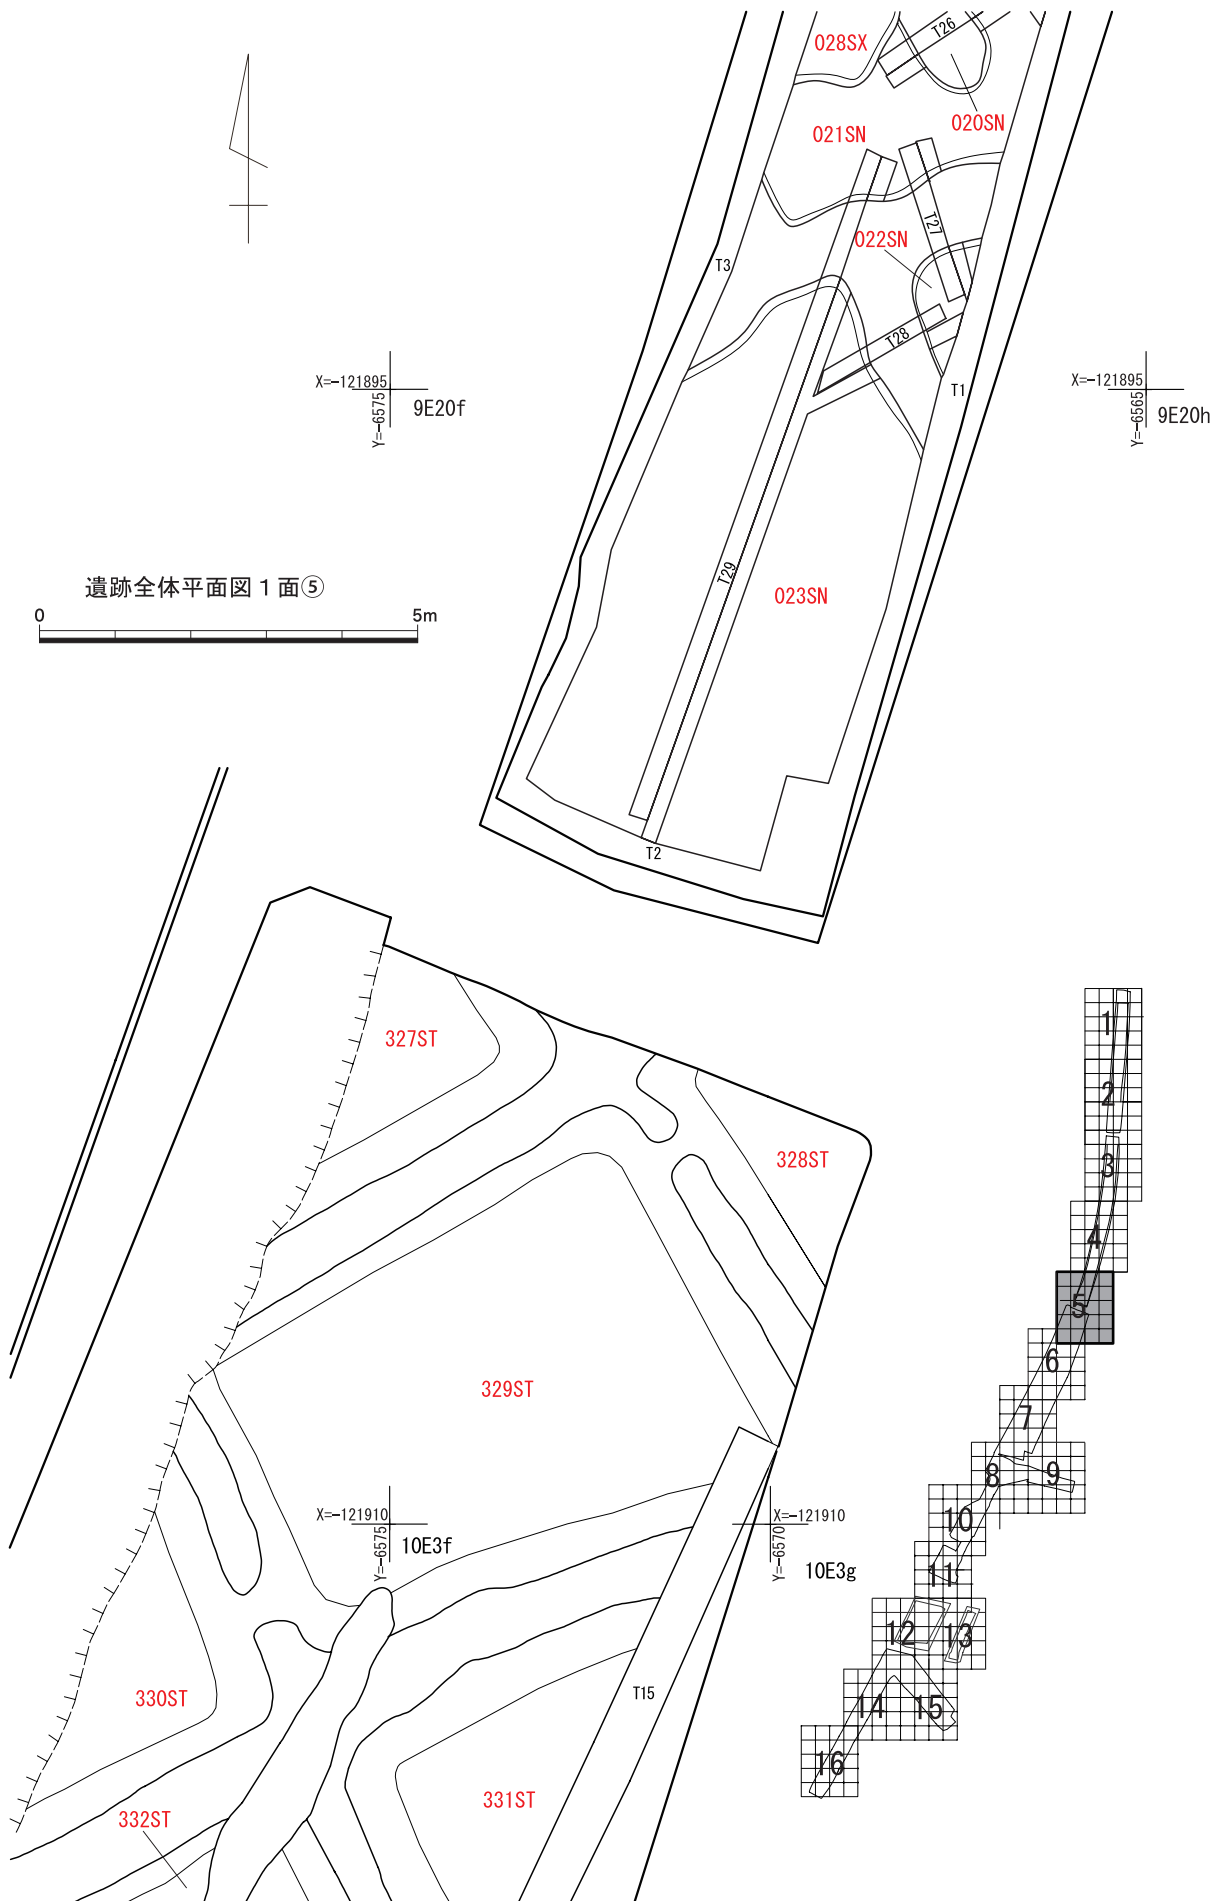 028SX
T26
020SN
021SN
T27
022SN
T3
T28
T1
X=-121895
Y=-6575
9E20f
X=-121895
Y=-6565
9E20h
遺跡全体平面図1面⑤
0 5m
T29
023SN
T2
327ST
328ST
329ST
X=-121910
Y=-6575
10E3f
X=-121910
Y=-6570
10E3g
330ST
T15
331ST
332ST
1
2
3
4
5
6
7
8
9
10
11
12
13
14
15
16